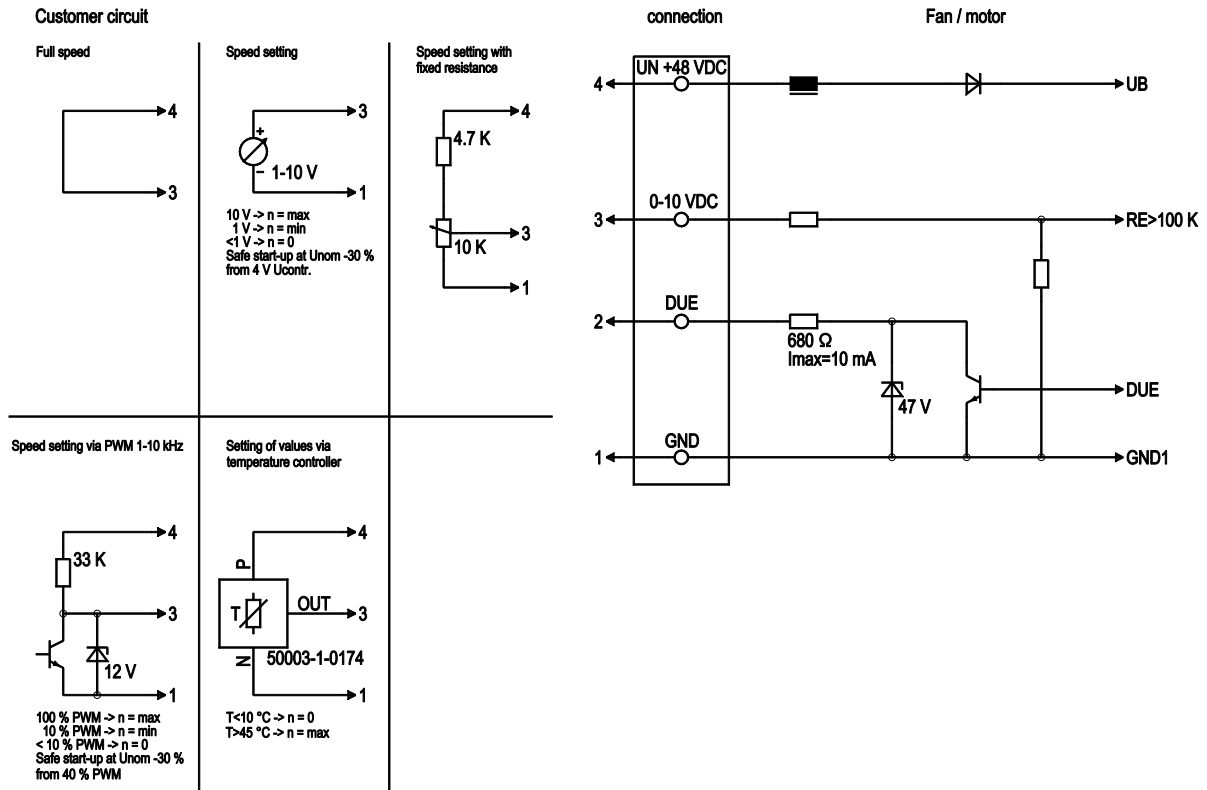 Customer circuit
connection
Fan / motor
Full speed
Speed setting
Speed setting with
fixed resistance
4
3
+
1-10 V
–
3
1
10 V -> n = max
1 V -> n = min
<1 V -> n = 0
Safe start-up at Unom -30 %
from 4 V Ucontr.
4
4.7 K
3
10 K
1
4
UN +48 VDC
UB
3
0-10 VDC
RE>100 K
2
DUE
680 Ω
Imax=10 mA
47 V
DUE
1
GND
GND1
Speed setting via PWM 1-10 kHz
4
33 K
3
12 V
1
100 % PWM -> n = max
10 % PWM -> n = min
< 10 % PWM -> n = 0
Safe start-up at Unom -30 %
from 40 % PWM
Setting of values via
temperature controller
4
P
T
OUT
3
N
50003-1-0174
1
T<10 °C -> n = 0
T>45 °C -> n = max